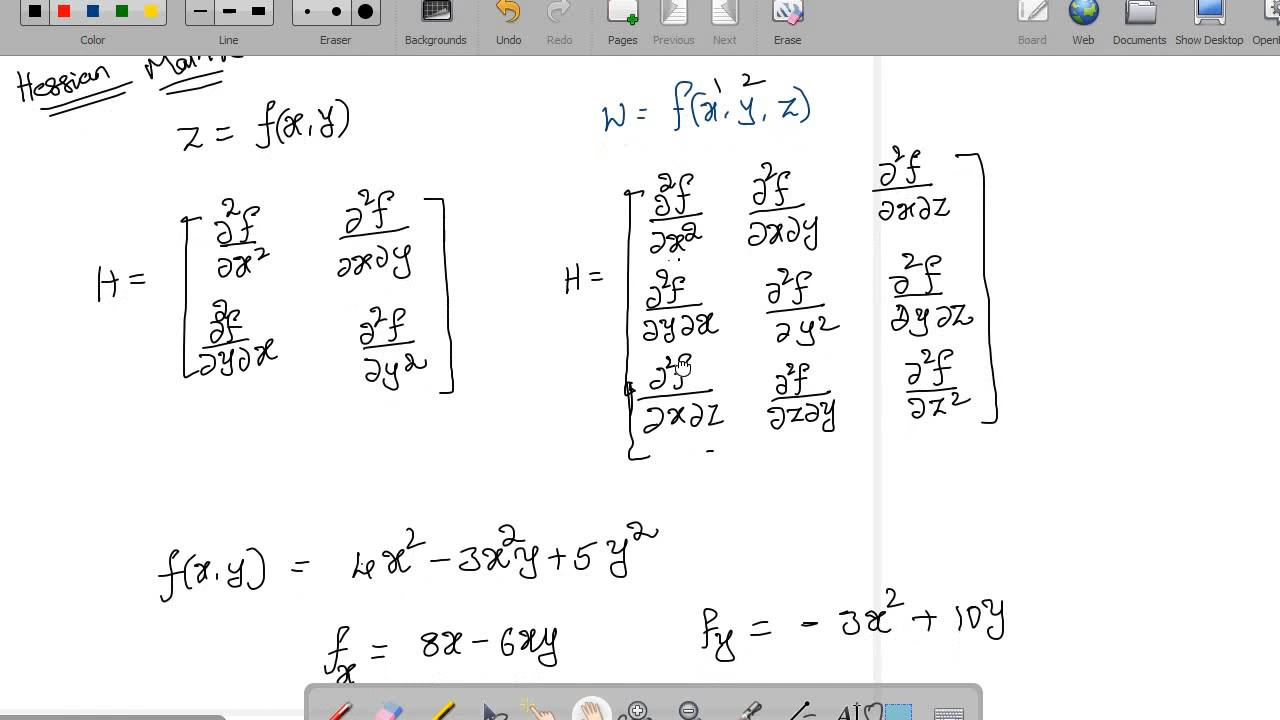 Color Line Eraser Backgrounds Undo Redo Pages Previous Next Erase Board Web Documents Show Desktop
Hessian
z = f(x,y)
w = f(x, y, z)
1 2
H = [ ∂²f/∂x² ∂²f/∂x∂y
∂²f/∂y∂x ∂²f/∂y² ]
H = [ ∂²f/∂x² ∂²f/∂x∂y ∂²f/∂x∂z
∂²f/∂y∂x ∂²f/∂y² ∂²f/∂y∂z
∂²f/∂x∂z ∂²f/∂z∂y ∂²f/∂z² ]
f(x,y) = 4x² − 3x²y + 5y²
fx = 8x − 6xy
fy = − 3x² + 10y